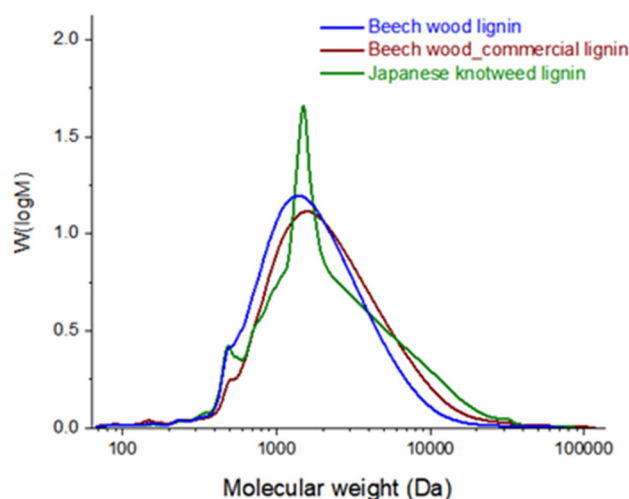 Beech wood lignin
Beech wood_commercial lignin
Japanese knotweed lignin
2.0
1.5
1.0
0.5
0.0
W(logM)
100
1000
10000
100000
Molecular weight (Da)